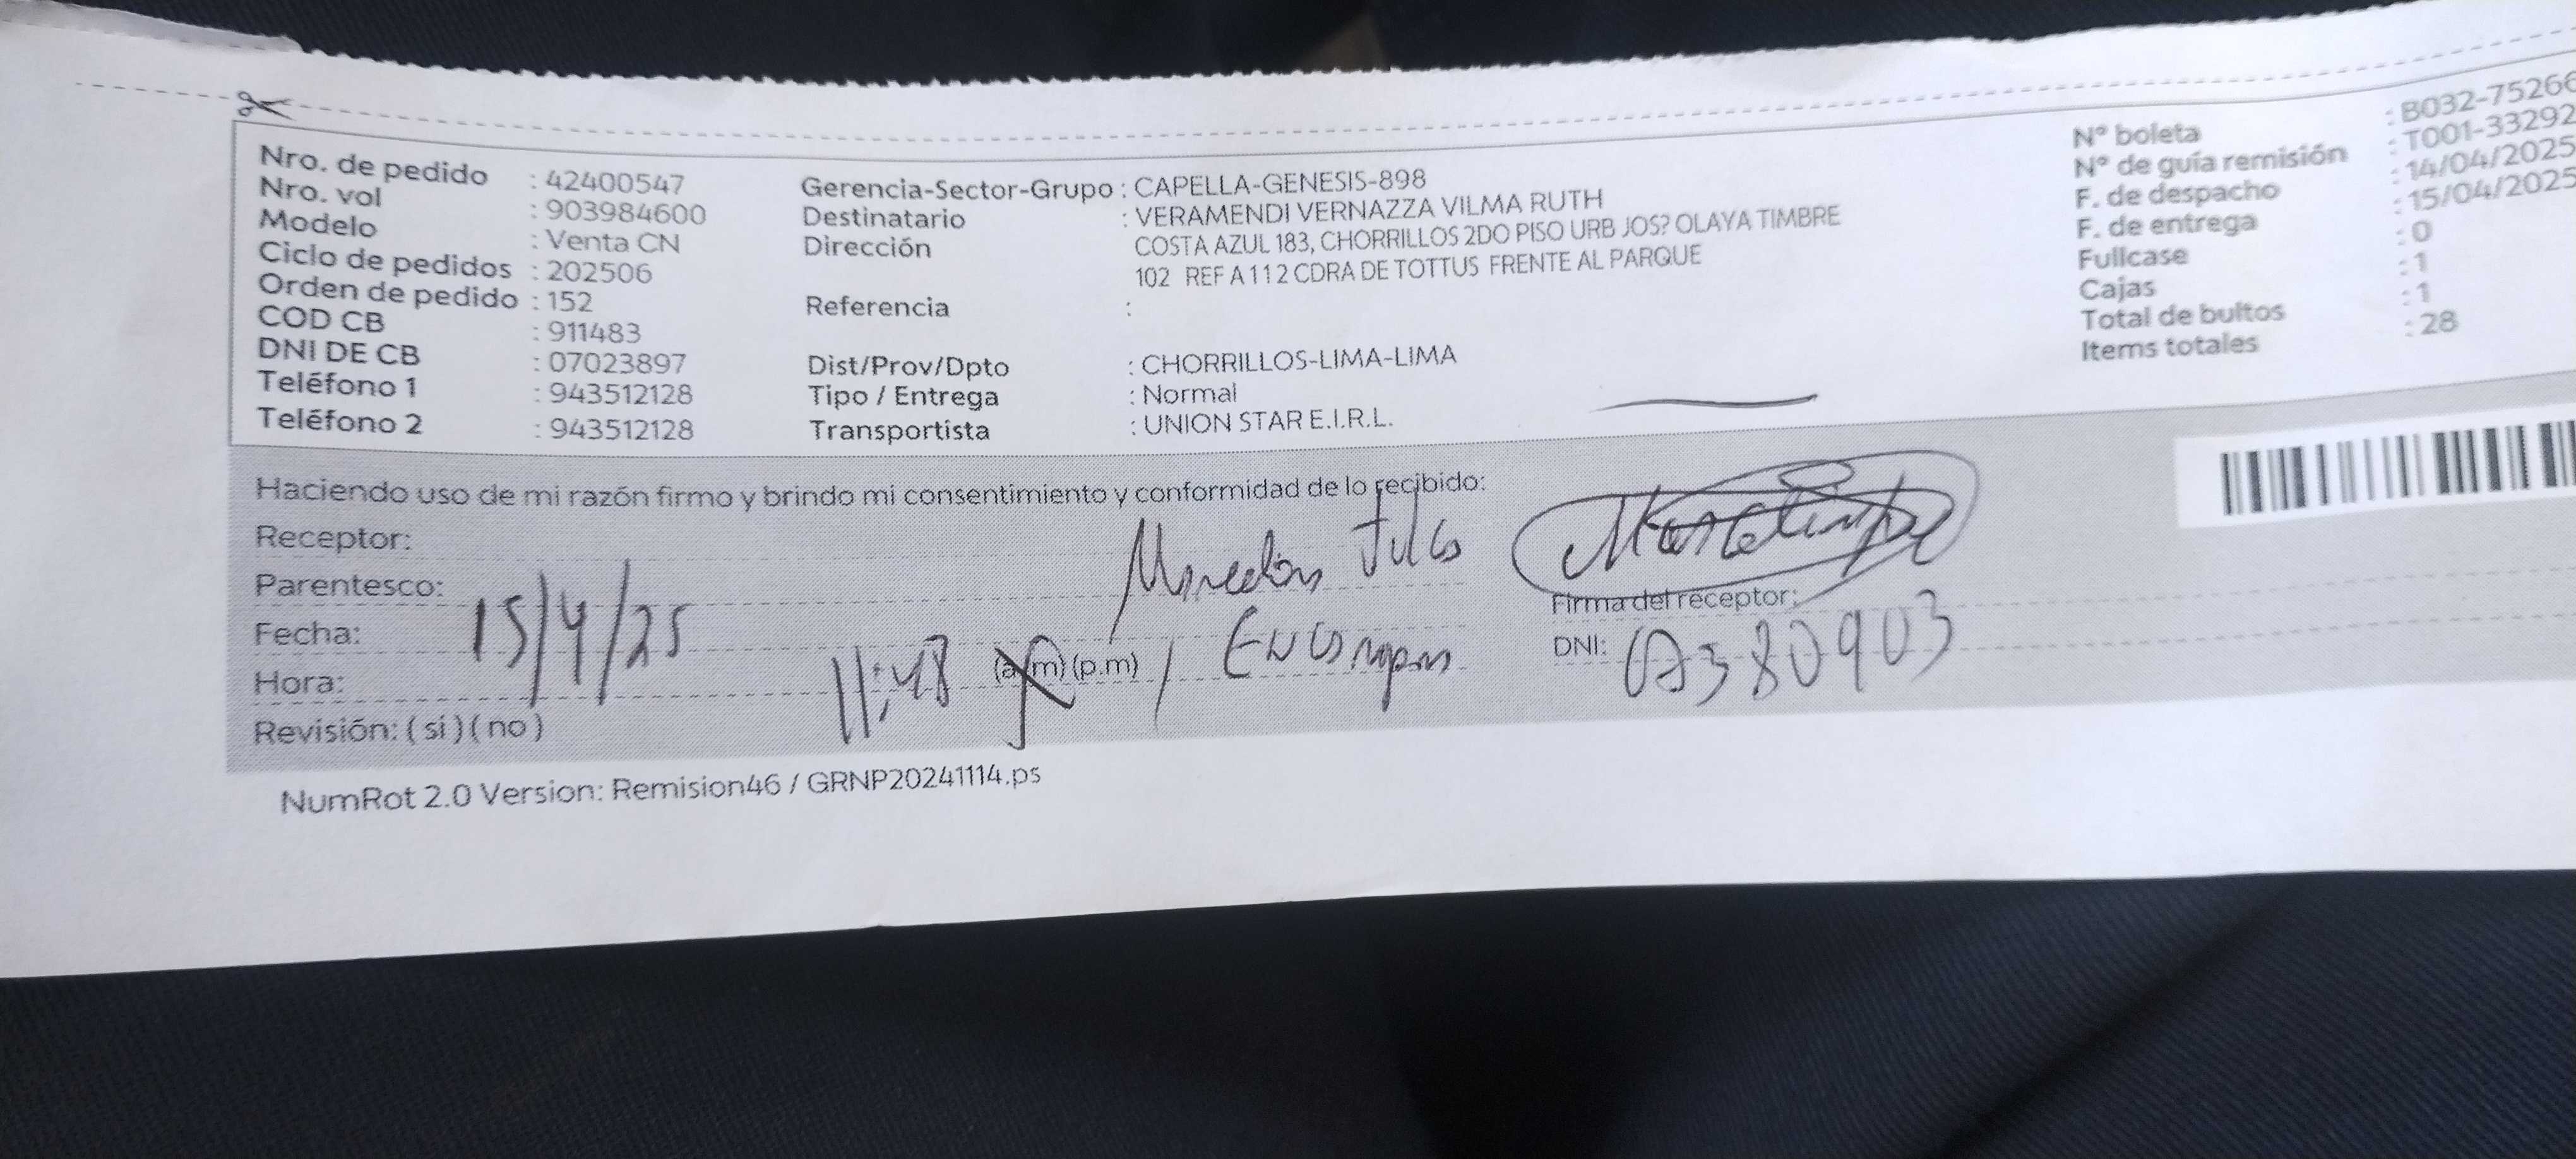 Nro. de pedido : 42400547
Nro. vol : 903984600
Modelo : Venta CN
Ciclo de pedidos : 202506
Orden de pedido : 152
COD CB : 911483
DNI DE CB : 07023897
Teléfono 1 : 943512128
Teléfono 2 : 943512128
Gerencia-Sector-Grupo : CAPELLA-GENESIS-898
Destinatario : VERAMENDI VERNAZZA VILMA RUTH
Dirección COSTA AZUL 183, CHORRILLOS 2DO PISO URB JOS? OLAYA TIMBRE
102 REF A 1 1 2 CDRA DE TOTTUS FRENTE AL PARQUE
Referencia :
Dist/Prov/Dpto : CHORRILLOS-LIMA-LIMA
Tipo / Entrega : Normal
Transportista : UNION STAR E.I.R.L.
N° boleta : B032-75266
N° de guía remisión : T001-33292
F. de despacho : 14/04/2025
F. de entrega : 15/04/2025
Fullcase : 0
Cajas : 1
Total de bultos : 1
Items totales : 28
Haciendo uso de mi razón firmo y brindo mi consentimiento y conformidad de lo recibido:
Receptor:
Parentesco:
Fecha: 15/4/25
Hora: 11:48 (a.m) (p.m)
Revisión: ( si ) ( no )
Firma del receptor:
DNI: 07380903
NumRot 2.0 Version: Remision46 / GRNP20241114.ps